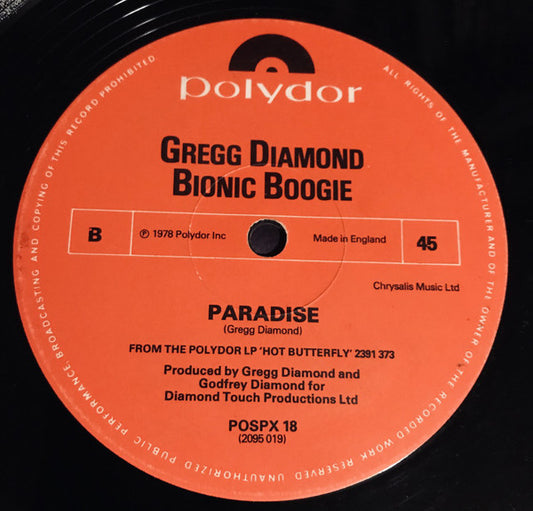 polydor
GREGG DIAMOND
BIONIC BOOGIE
B
℗ 1978 Polydor Inc
Made in England
45
Chrysalis Music Ltd
PARADISE
(Gregg Diamond)
FROM THE POLYDOR LP 'HOT BUTTERFLY' 2391 373
Produced by Gregg Diamond and
Godfrey Diamond for
Diamond Touch Productions Ltd
POSPX 18
(2095 019)
ALL RIGHTS OF THE MANUFACTURER AND OF THE OWNER OF THE RECORDED WORK RESERVED UNAUTHORIZED PUBLIC PERFORMANCE BROADCASTING AND COPYING OF THIS RECORD PROHIBITED